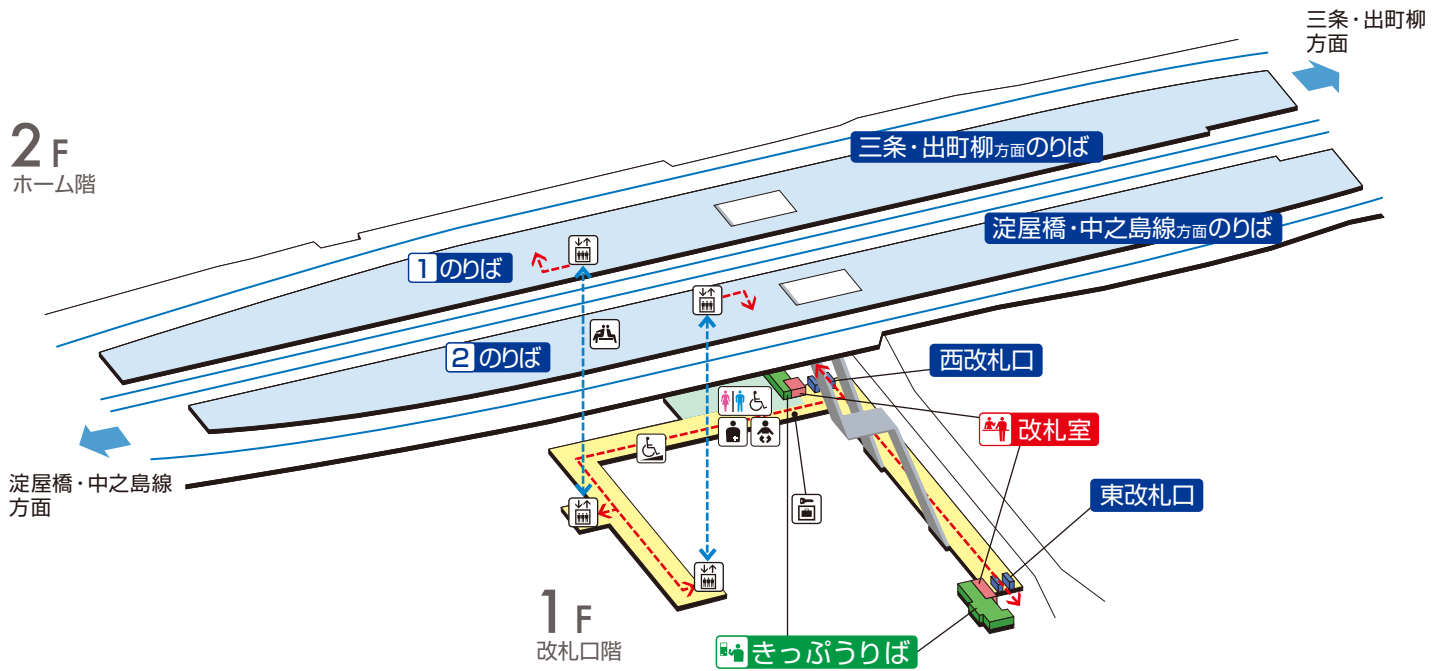 三条・出町柳
方面
2F
ホーム階
三条・出町柳方面のりば
淀屋橋・中之島線方面のりば
1のりば
2のりば
西改札口
改札室
淀屋橋・中之島線
方面
東改札口
1F
改札口階
きっぷうりば